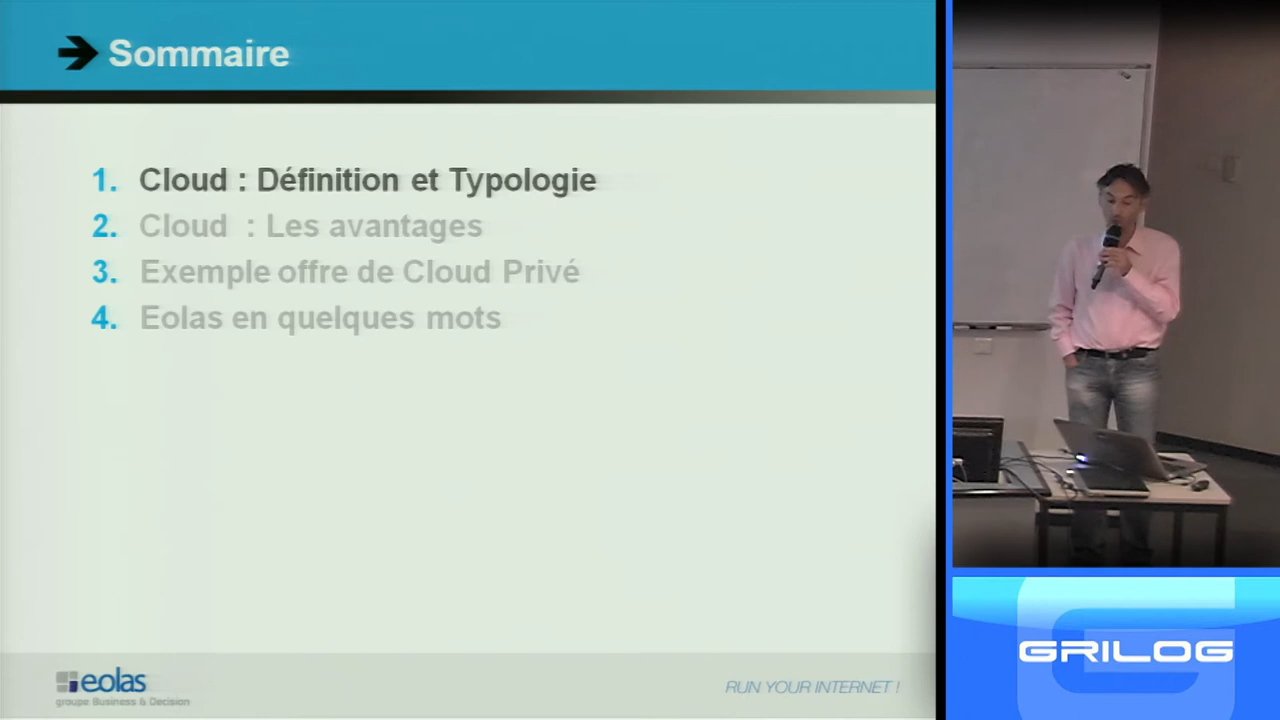 Sommaire
1. Cloud : Définition et Typologie
2. Cloud : Les avantages
3. Exemple offre de Cloud Privé
4. Eolas en quelques mots
eolas
groupe Business & Decision
RUN YOUR INTERNET !
GRILOG